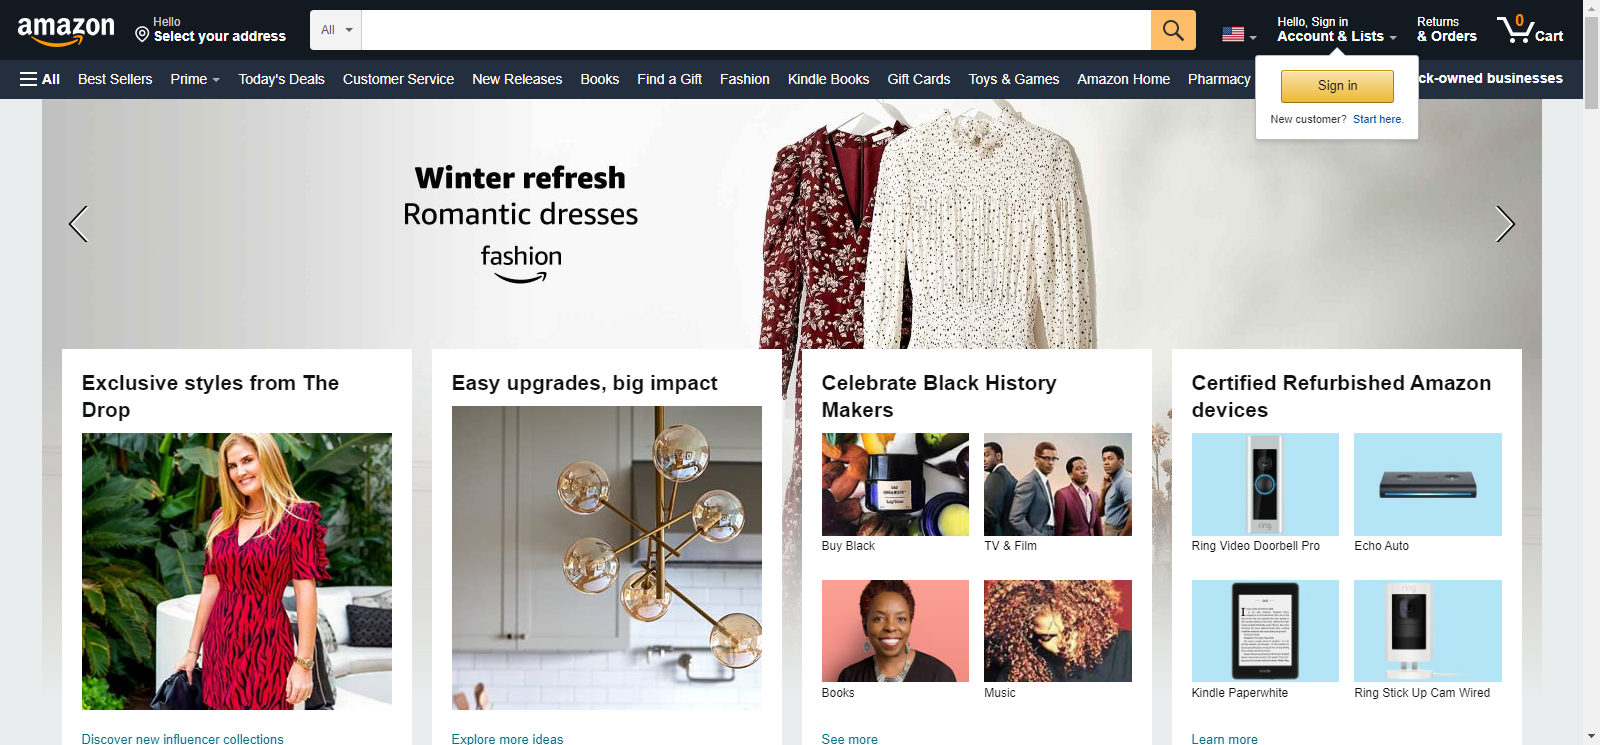 amazon
Hello
Select your address
All
Hello, Sign in
Account & Lists
Returns
& Orders
0
Cart
All
Best Sellers
Prime
Today's Deals
Customer Service
New Releases
Books
Find a Gift
Fashion
Kindle Books
Gift Cards
Toys & Games
Amazon Home
Pharmacy
ck-owned businesses
Sign in
New customer? Start here.
Winter refresh
Romantic dresses
fashion
Exclusive styles from The
Drop
Discover new influencer collections
Easy upgrades, big impact
Explore more ideas
Celebrate Black History
Makers
Buy Black
TV & Film
Books
Music
See more
Certified Refurbished Amazon
devices
ring
Ring Video Doorbell Pro
Echo Auto
ring
Kindle Paperwhite
Ring Stick Up Cam Wired
Learn more